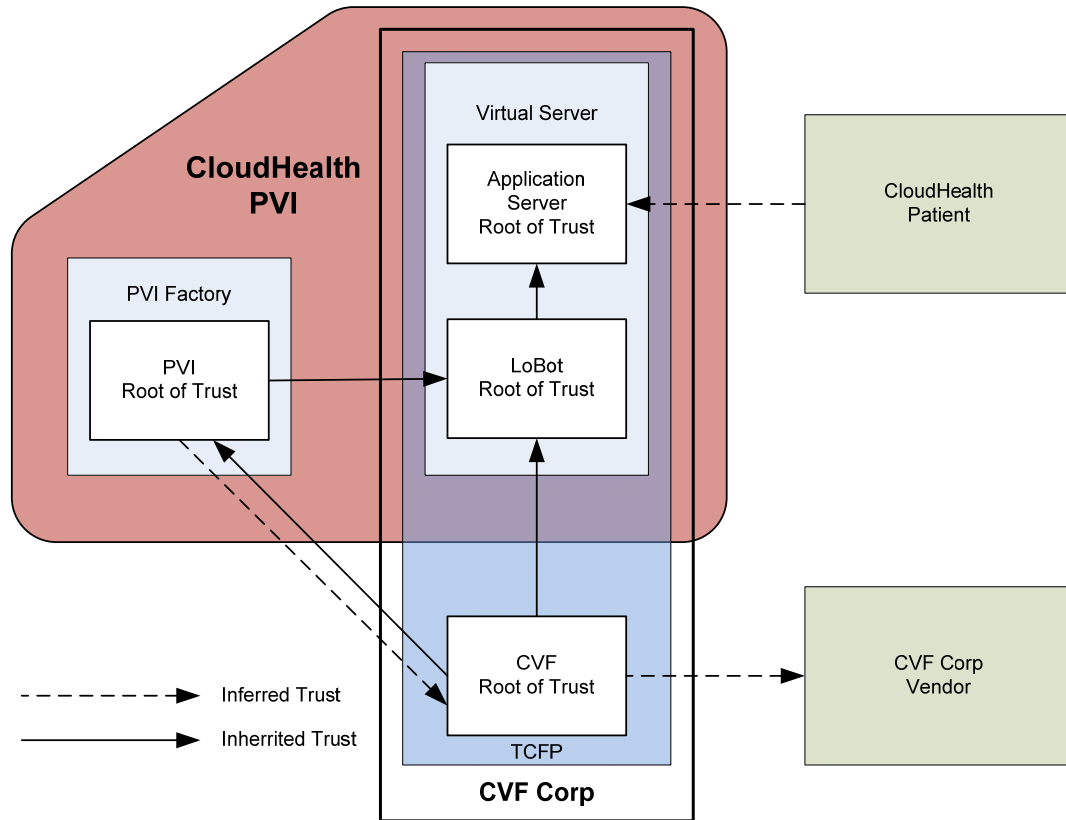 Virtual Server
CloudHealth
PVI
Application
Server
Root of Trust
CloudHealth
Patient
PVI Factory
PVI
Root of Trust
LoBot
Root of Trust
CVF
Root of Trust
CVF Corp
Vendor
Inferred Trust
Inherrited Trust
TCFP
CVF Corp